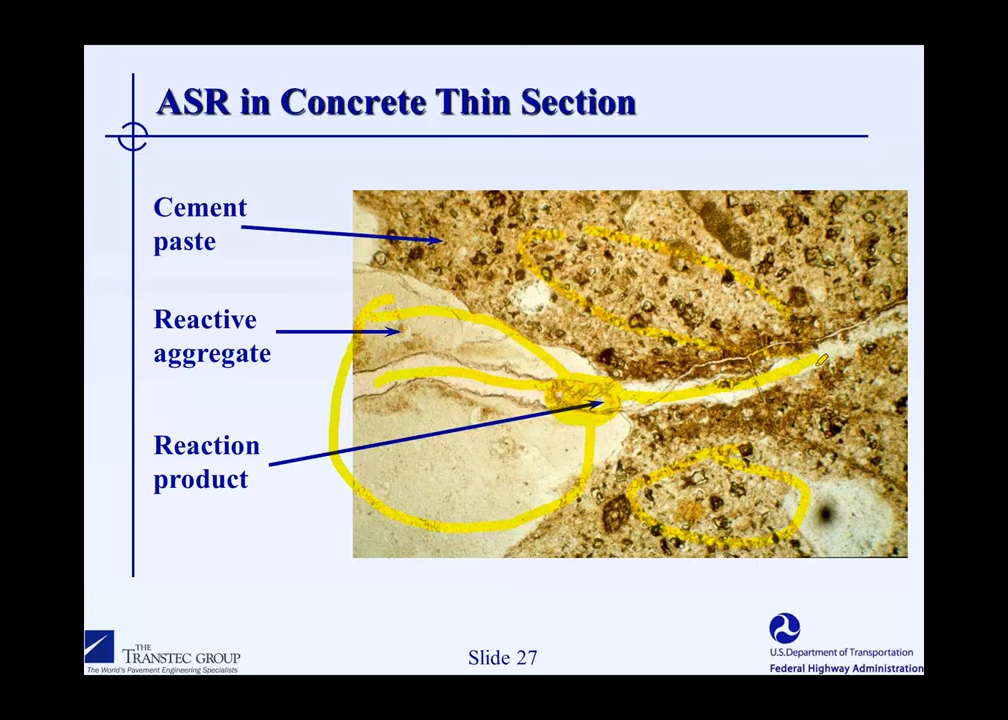 ASR in Concrete Thin Section
Cement
paste
Reactive
aggregate
Reaction
product
THE
TRANSTEC GROUP
The World's Pavement Engineering Specialists
Slide 27
U.S.Department of Transportation
Federal Highway Administration